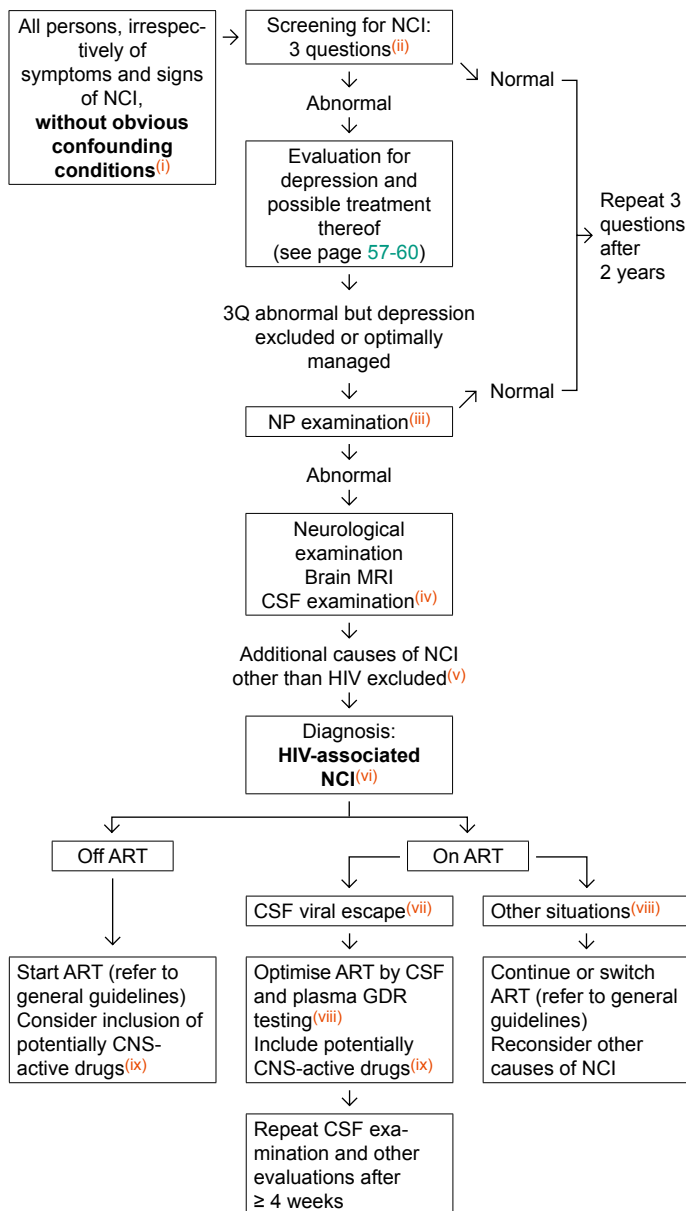 All persons, irrespec-
tively of
symptoms and signs
of NCI,
without obvious
confounding
conditions(i)
Screening for NCI:
3 questions(ii)
Normal
Abnormal
Evaluation for
depression and
possible treatment
thereof
(see page 57-60)
Repeat 3
questions
after
2 years
3Q abnormal but depression
excluded or optimally
managed
Normal
NP examination(iii)
Abnormal
Neurological
examination
Brain MRI
CSF examination(iv)
Additional causes of NCI
other than HIV excluded(v)
Diagnosis:
HIV-associated
NCI(vi)
Off ART
On ART
CSF viral escape(vii)
Other situations(viii)
Start ART (refer to
general guidelines)
Consider inclusion of
potentially CNS-
active drugs(ix)
Optimise ART by CSF
and plasma GDR
testing(viii)
Include potentially
CNS-active drugs(ix)
Continue or switch
ART (refer to general
guidelines)
Reconsider other
causes of NCI
Repeat CSF exa-
mination and other
evaluations after
≥ 4 weeks